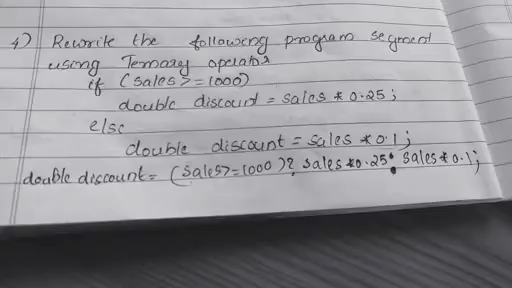 4) Rewrite the following program segment
using Ternary operator
if (sales>=1000)
double discount = sales * 0.25;
else
double discount = sales * 0.1;
double discount = (sales>=1000)? sales*0.25: sales*0.1;